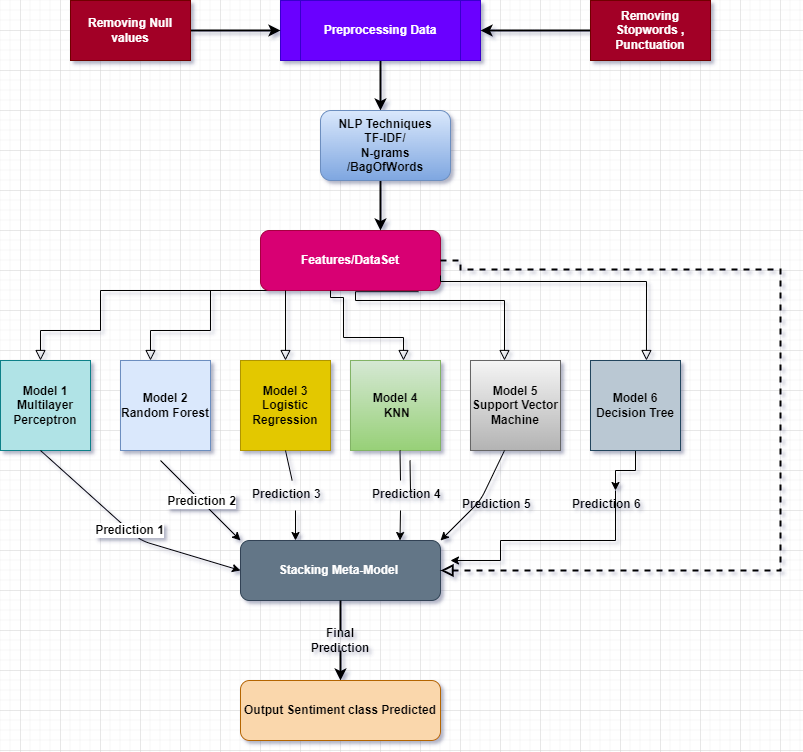 Removing Null
values
Preprocessing Data
Removing
Stopwords ,
Punctuation
NLP Techniques
TF-IDF/
N-grams
/BagOfWords
Features/DataSet
Model 1
Multilayer
Perceptron
Model 2
Random Forest
Model 3
Logistic
Regression
Model 4
KNN
Model 5
Support Vector
Machine
Model 6
Decision Tree
Prediction 1
Prediction 2
Prediction 3
Prediction 4
Prediction 5
Prediction 6
Stacking Meta-Model
Final
Prediction
Output Sentiment class Predicted